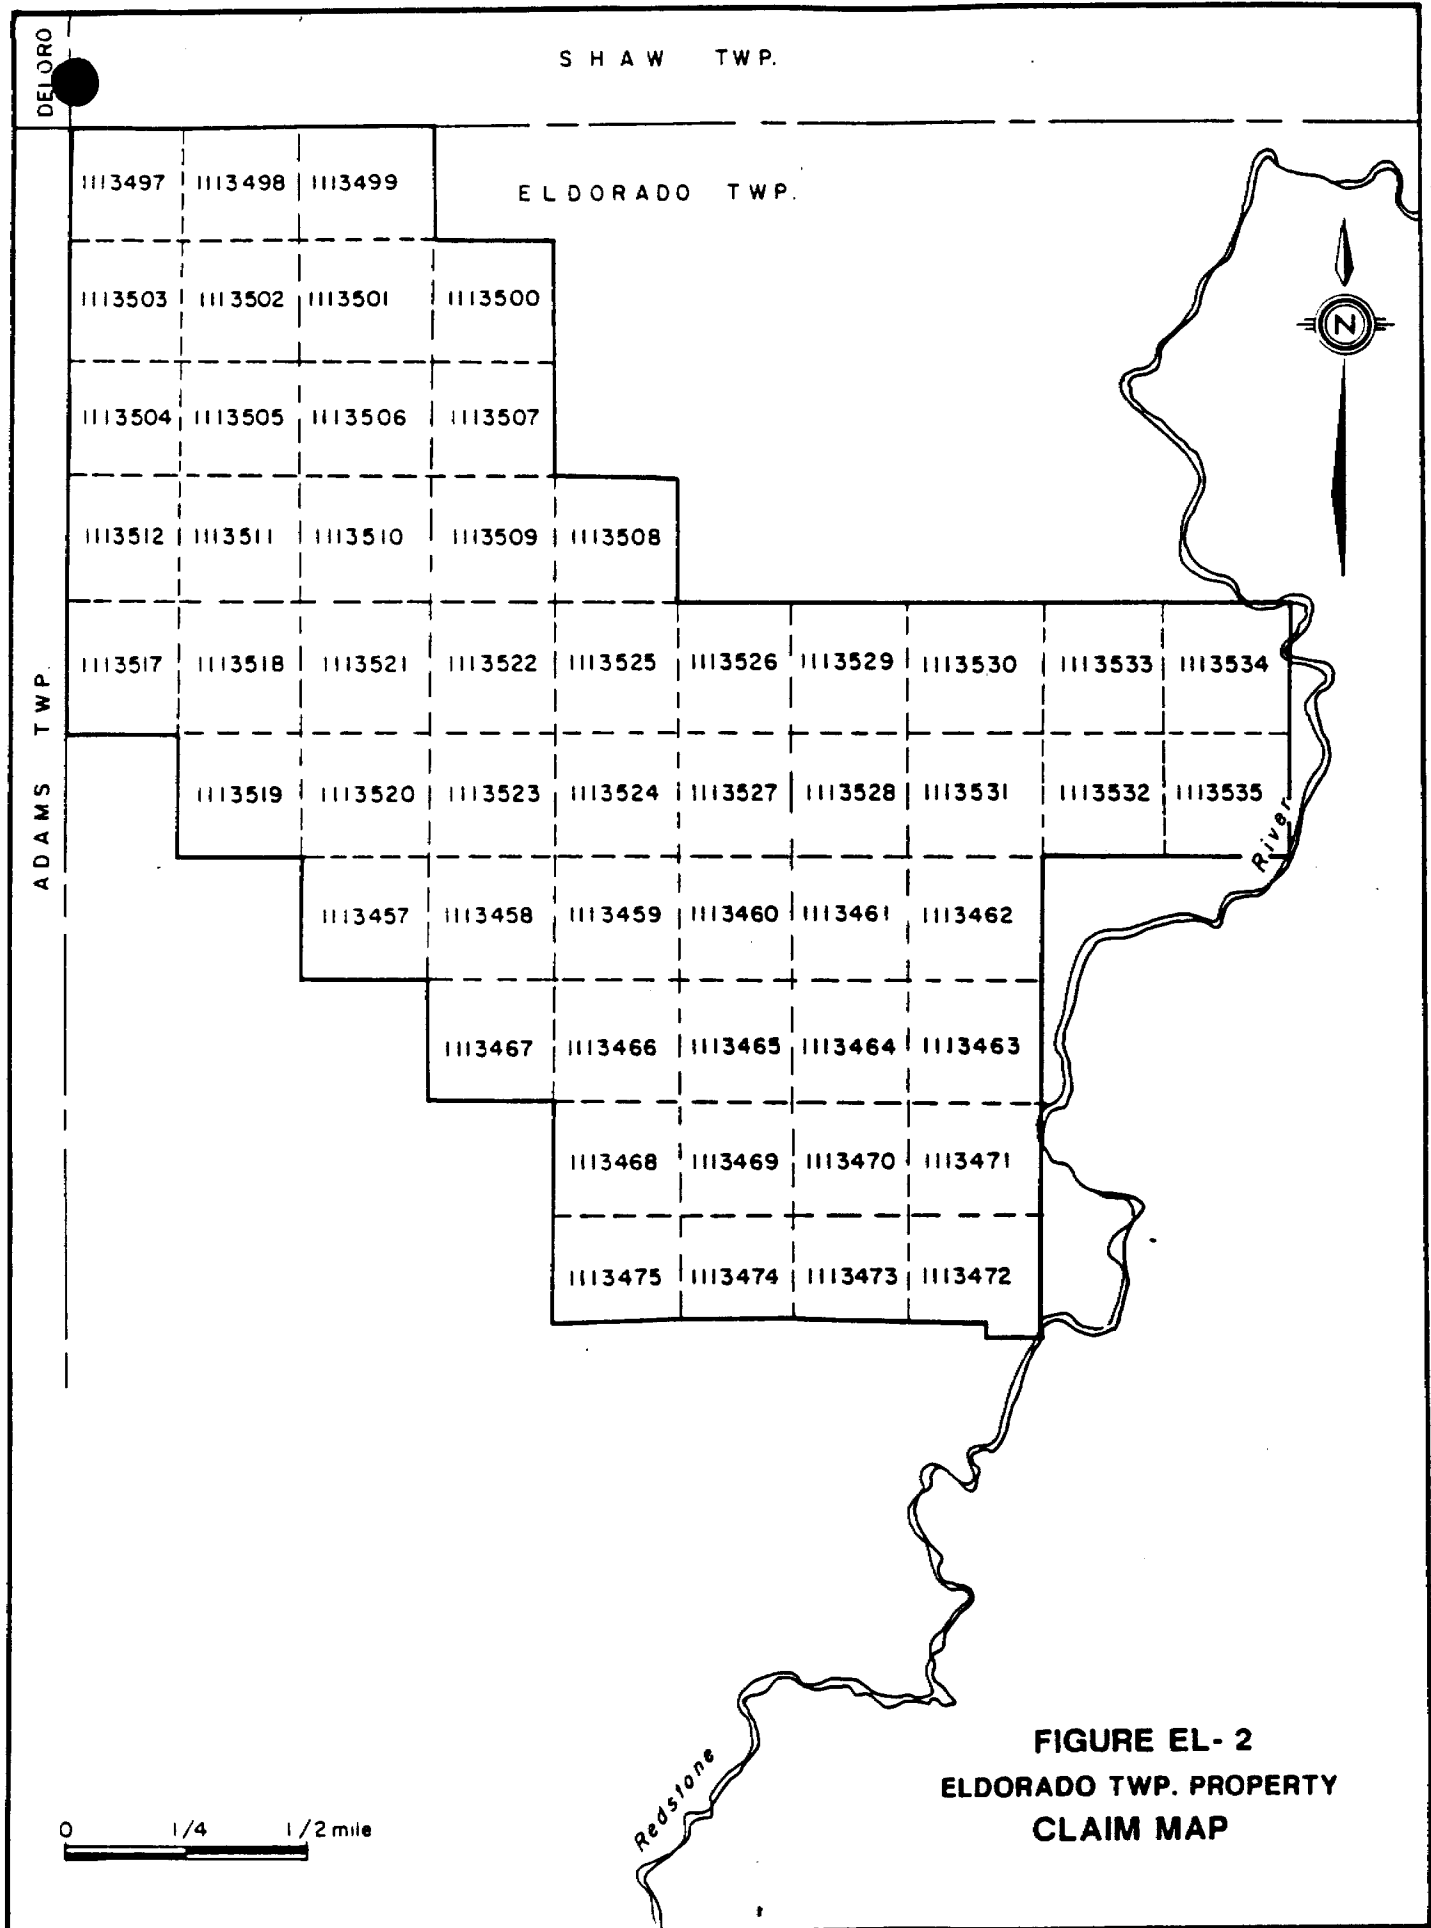 DELORO
SHAW TWP.
1113497 1113498 1113499
ELDORADO TWP.
1113503 1113502 1113501 1113500
N
1113504 1113505 1113506 1113507
1113512 1113511 1113510 1113509 1113508
1113517 1113518 1113521 1113522 1113525 1113526 1113529 1113530 1113533 1113534
ADAMS TWP.
1113519 1113520 1113523 1113524 1113527 1113528 1113531 1113532 1113535
River
1113457 1113458 1113459 1113460 1113461 1113462
1113467 1113466 1113465 1113464 1113463
1113468 1113469 1113470 1113471
1113475 1113474 1113473 1113472
Redstone
FIGURE EL-2
ELDORADO TWP. PROPERTY
CLAIM MAP
0 1/4 1/2 mile